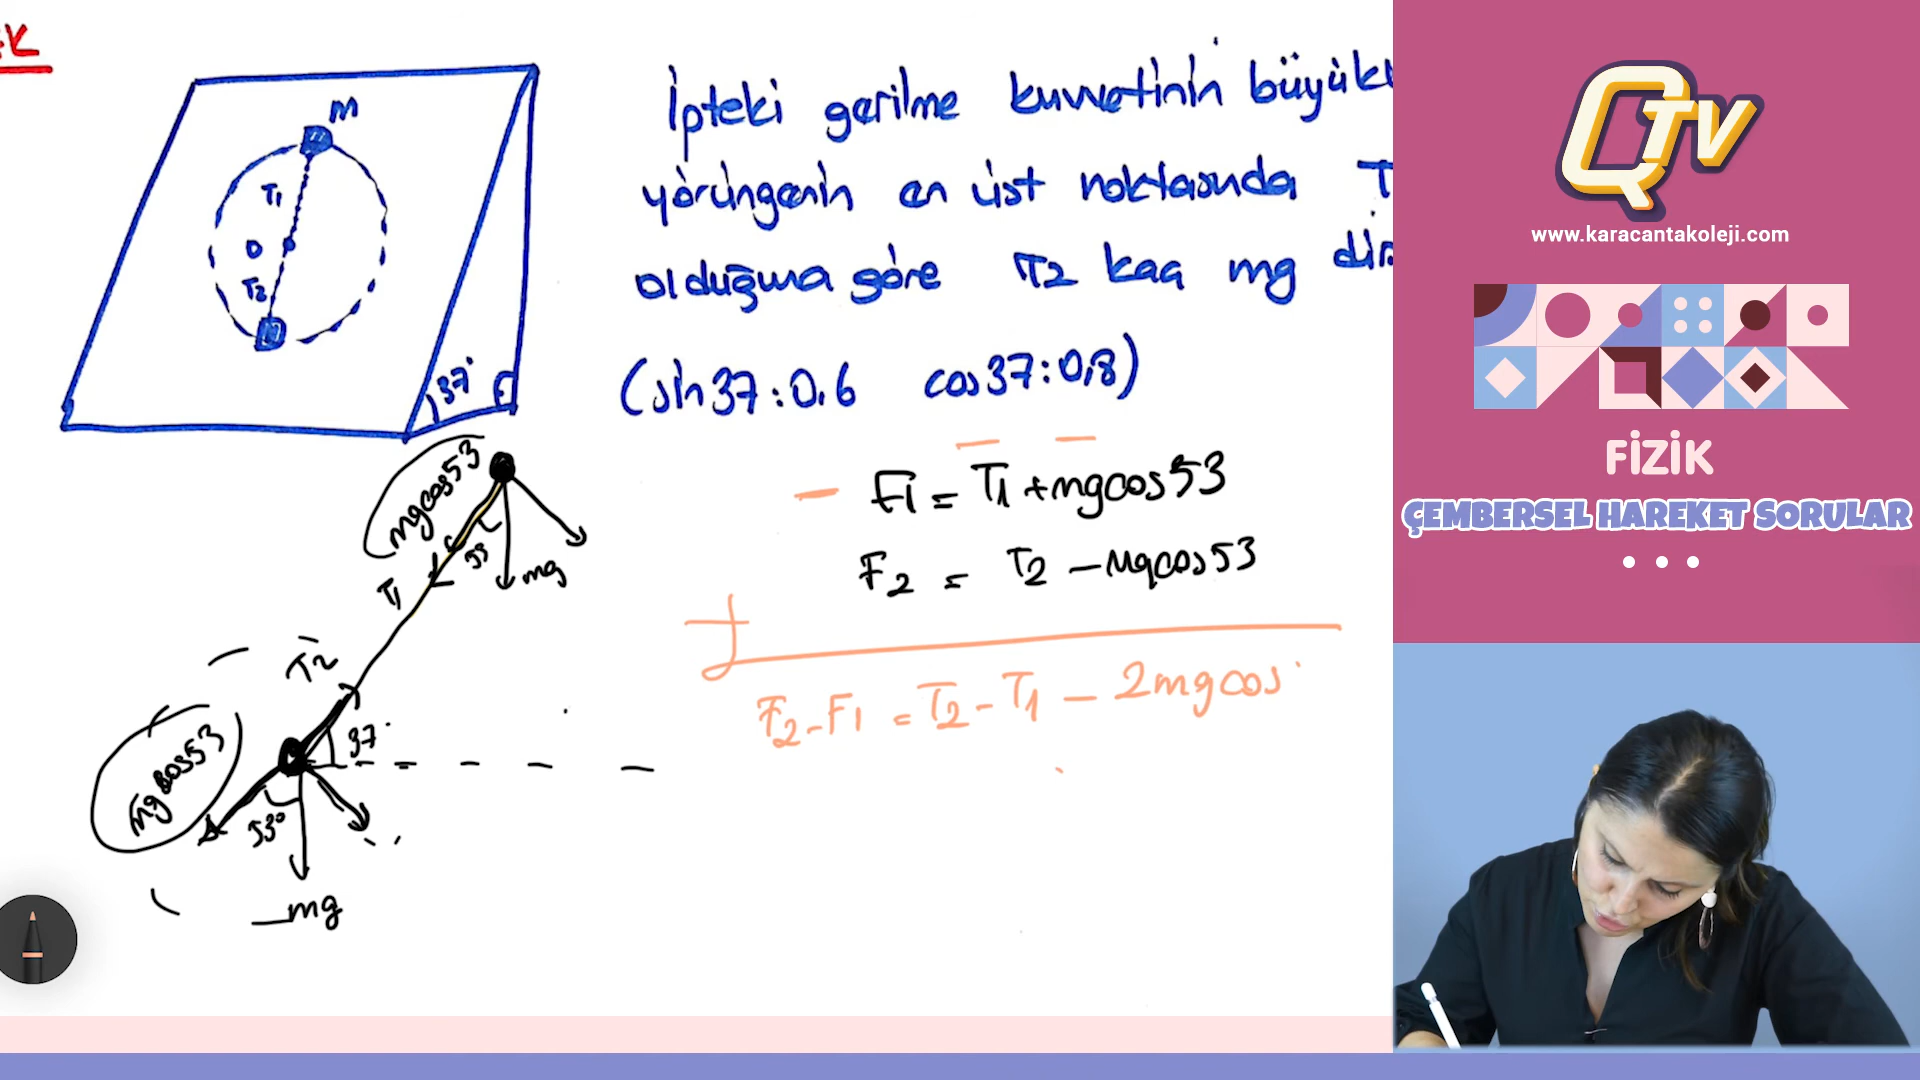 M
T1
O
T2
37°
İpteki gerilme kuvvetinin
yörüngenin en üst noktasında T
olduğuna göre T2 kaç mg
(sin37:0,6 cos37:0,8)
mgcos53
53
mg
T1
T2
37°
mgcos53
53°
mg
F1 = T1+mgcos53
F2 = T2 -mgcos53
+
F2-F1 = T2-T1 - 2mgcos
QTV
www.karacantakoleji.com
FİZİK
ÇEMBERSEL HAREKET SORULAR